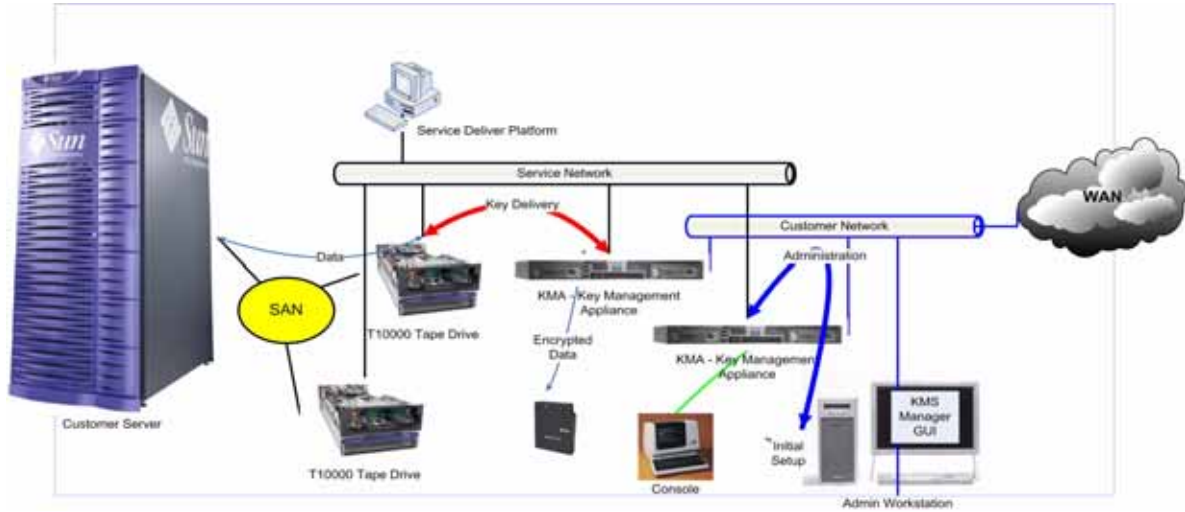 Service Deliver Platform
Service Network
Key Delivery
WAN
Customer Network
Sun
Sun
Data
Administration
SAN
KMA - Key Management
Appliance
T10000 Tape Drive
Encrypted
Data
KMA - Key Management
Appliance
KMS
Manager
GUI
Customer Server
T10000 Tape Drive
Console
Initial
Setup
Admin Workstation